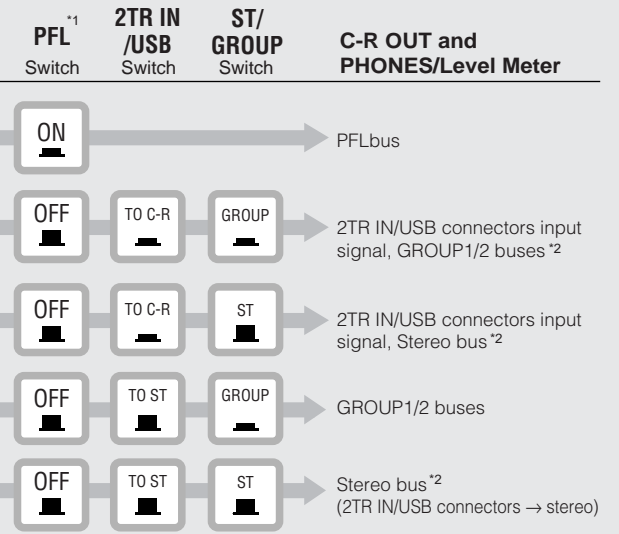 PFL*1
Switch
2TR IN
/USB
Switch
ST/
GROUP
Switch
C-R OUT and
PHONES/Level Meter
ON
PFLbus
OFF
TO C-R
GROUP
2TR IN/USB connectors input
signal, GROUP1/2 buses*2
OFF
TO C-R
ST
2TR IN/USB connectors input
signal, Stereo bus*2
OFF
TO ST
GROUP
GROUP1/2 buses
OFF
TO ST
ST
Stereo bus*2
(2TR IN/USB connectors → stereo)